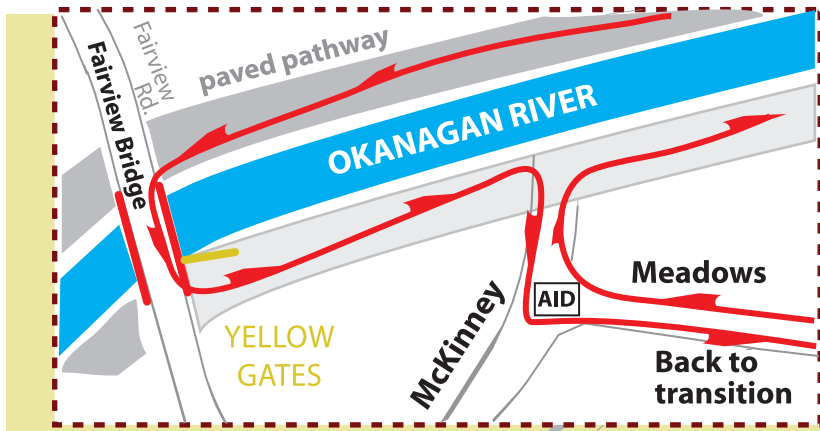 Fairview
Rd.
Fairview Bridge
paved pathway
OKANAGAN RIVER
YELLOW
GATES
McKinney
AID
Meadows
Back to
transition